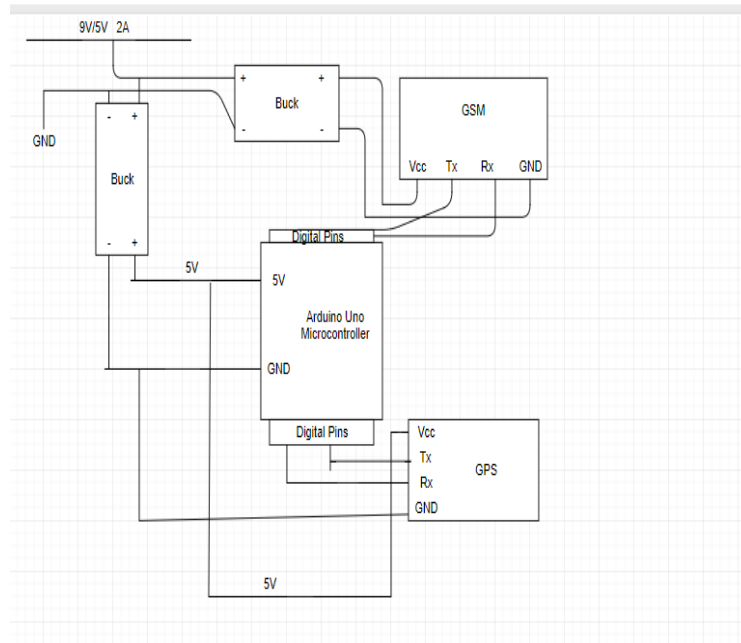 9V/5V 2A
+ +
Buck
- -
GND
- +
Buck
- +
GSM
Vcc Tx Rx GND
Digital Pins
5V
5V
Arduino Uno
Microcontroller
GND
Digital Pins
Vcc
Tx
Rx
GND
GPS
5V